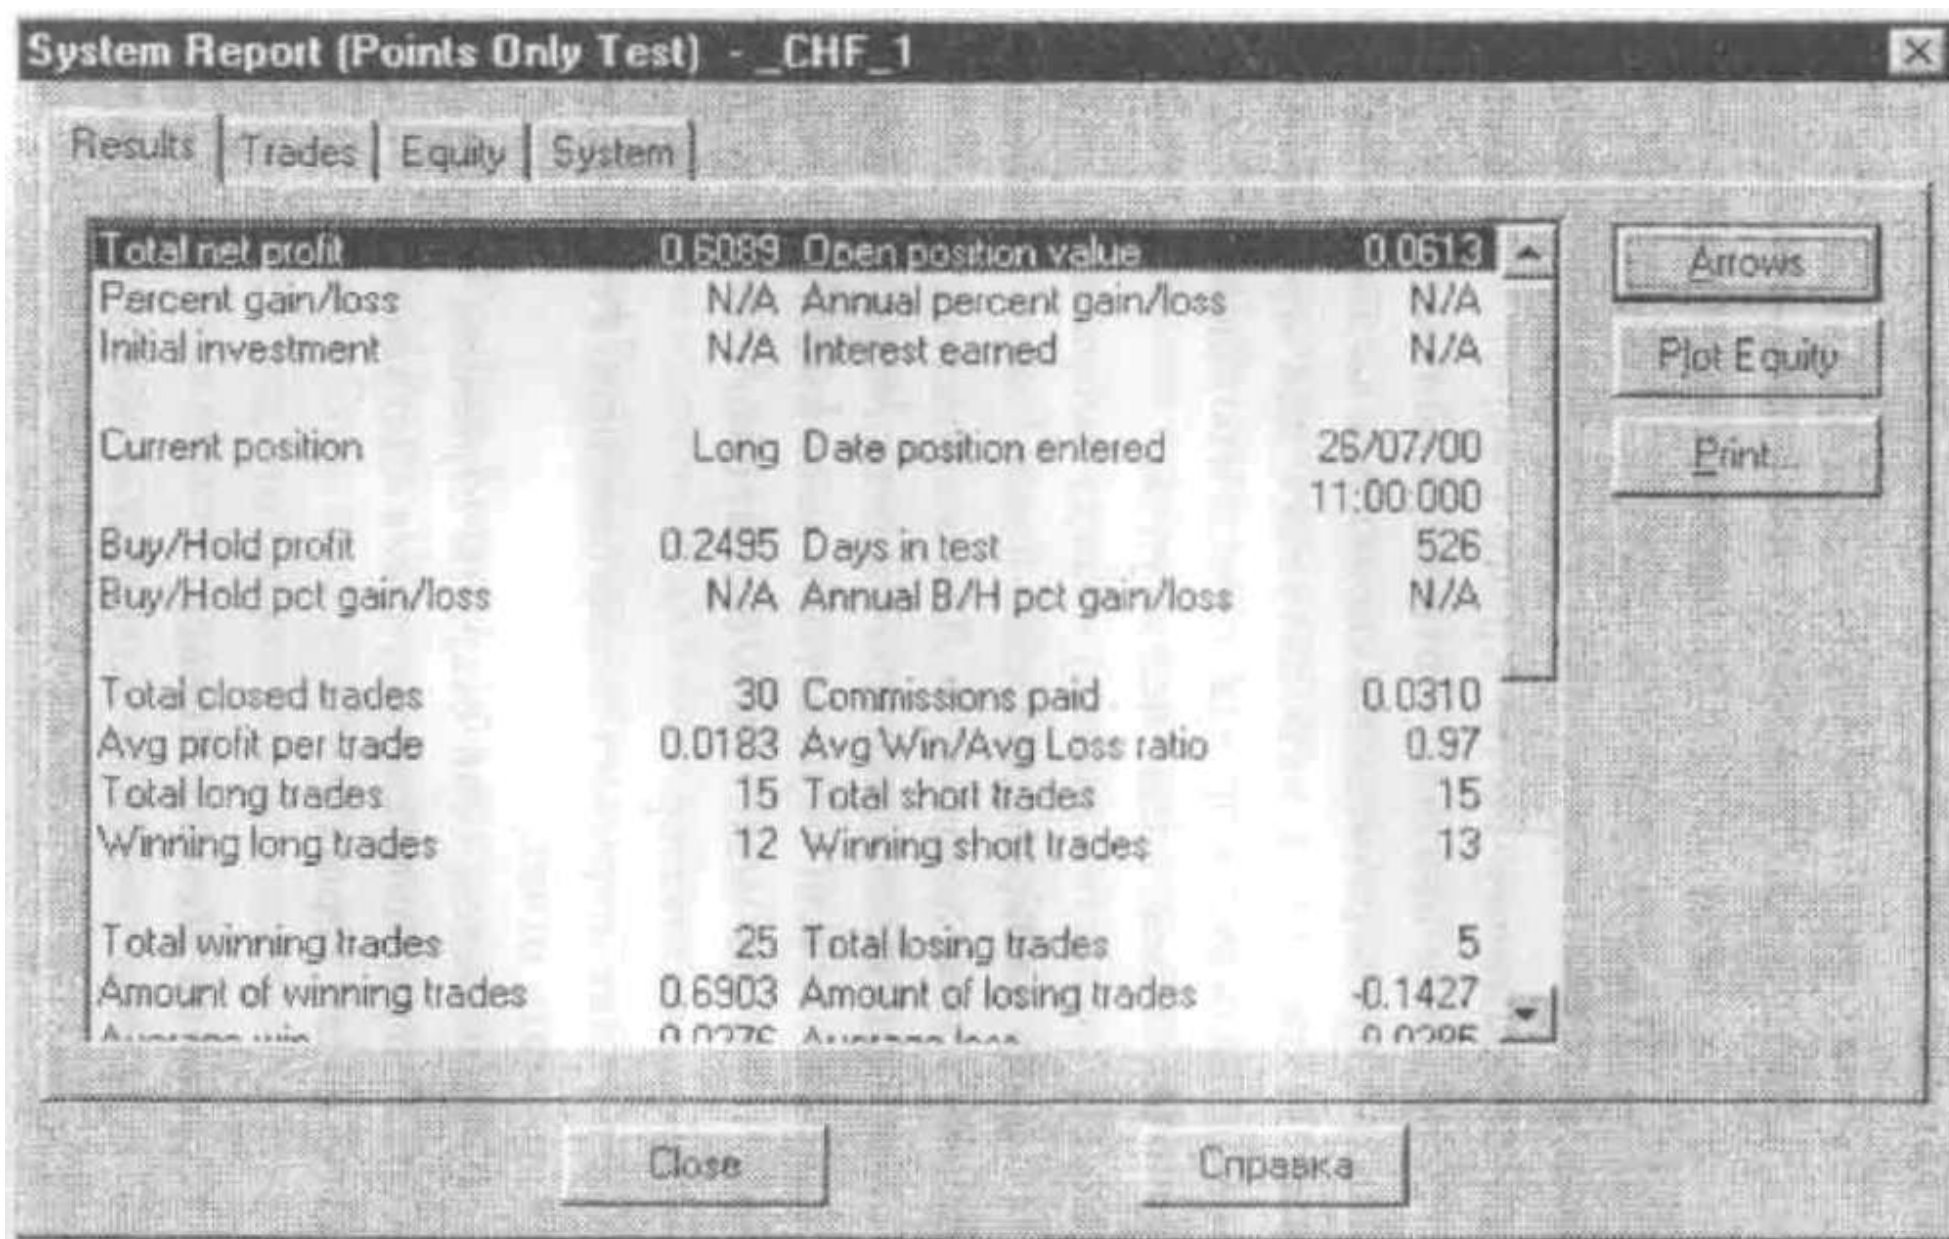 System Report (Points Only Test) - _CHF_1
Results Trades Equity System
Total net profit 0.6089 Open position value 0.0613
Percent gain/loss N/A Annual percent gain/loss N/A
Initial investment N/A Interest earned N/A
Current position Long Date position entered 26/07/00
11:00:000
Buy/Hold profit 0.2495 Days in test 526
Buy/Hold pct gain/loss N/A Annual B/H pct gain/loss N/A
Total closed trades 30 Commissions paid 0.0310
Avg profit per trade 0.0183 Avg Win/Avg Loss ratio 0.97
Total long trades 15 Total short trades 15
Winning long trades 12 Winning short trades 13
Total winning trades 25 Total losing trades 5
Amount of winning trades 0.6903 Amount of losing trades -0.1427
Average win 0.0276 Average loss
Arrows
Plot Equity
Print...
Close Справка